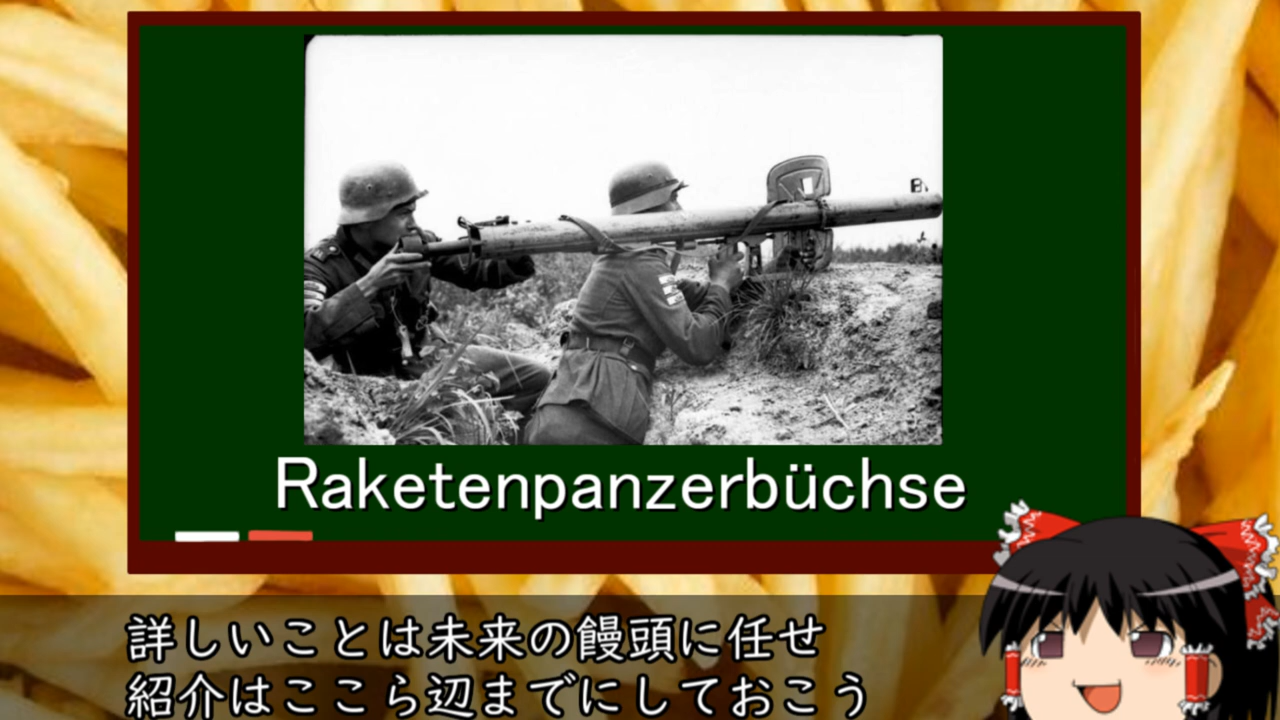 Raketenpanzerbüchse
詳しいことは未来の饅頭に任せ
紹介はここら辺までにしておこう